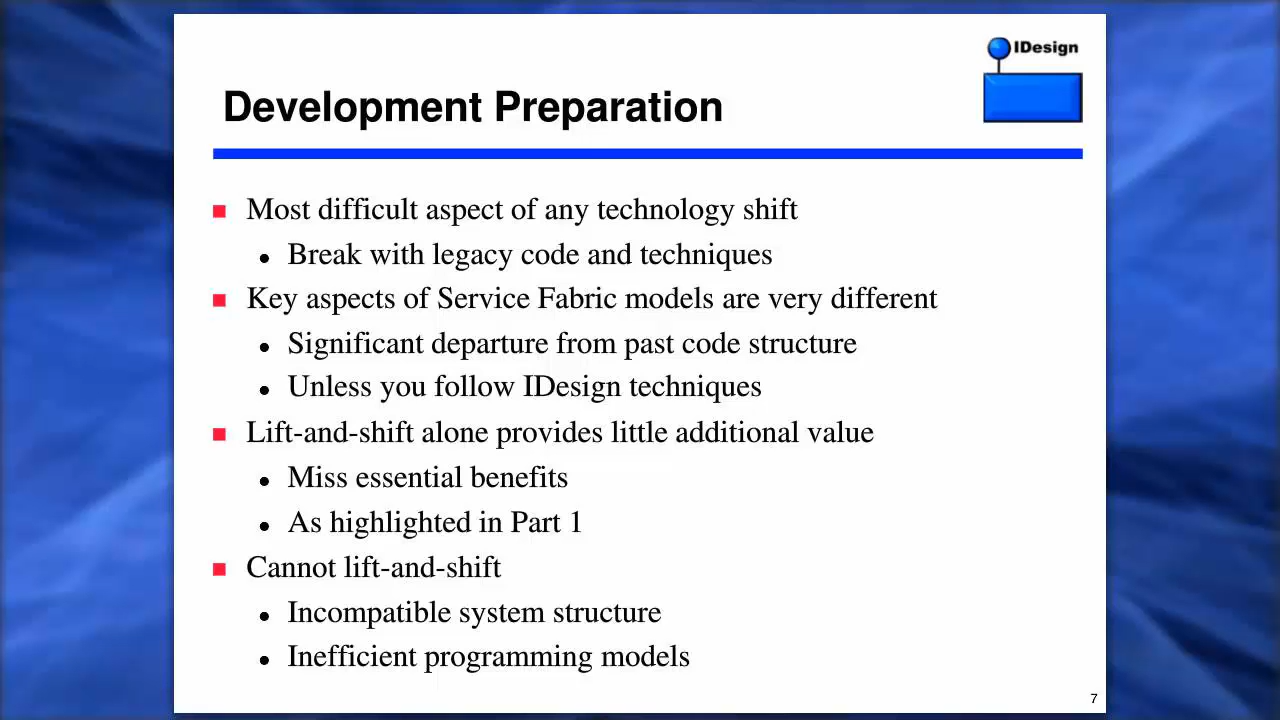 IDesign
Development Preparation
Most difficult aspect of any technology shift
Break with legacy code and techniques
Key aspects of Service Fabric models are very different
Significant departure from past code structure
Unless you follow IDesign techniques
Lift-and-shift alone provides little additional value
Miss essential benefits
As highlighted in Part 1
Cannot lift-and-shift
Incompatible system structure
Inefficient programming models
7